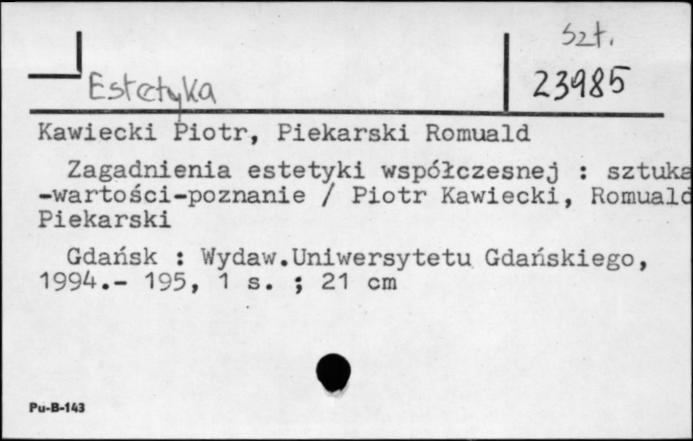 Szt.
Estetyka
23985
Kawiecki Piotr, Piekarski Romuald
Zagadnienia estetyki współczesnej : sztuka
-wartości-poznanie / Piotr Kawiecki, Romuald
Piekarski
Gdańsk : Wydaw.Uniwersytetu Gdańskiego,
1994.- 195, 1 s. ; 21 cm
Pu-B-143